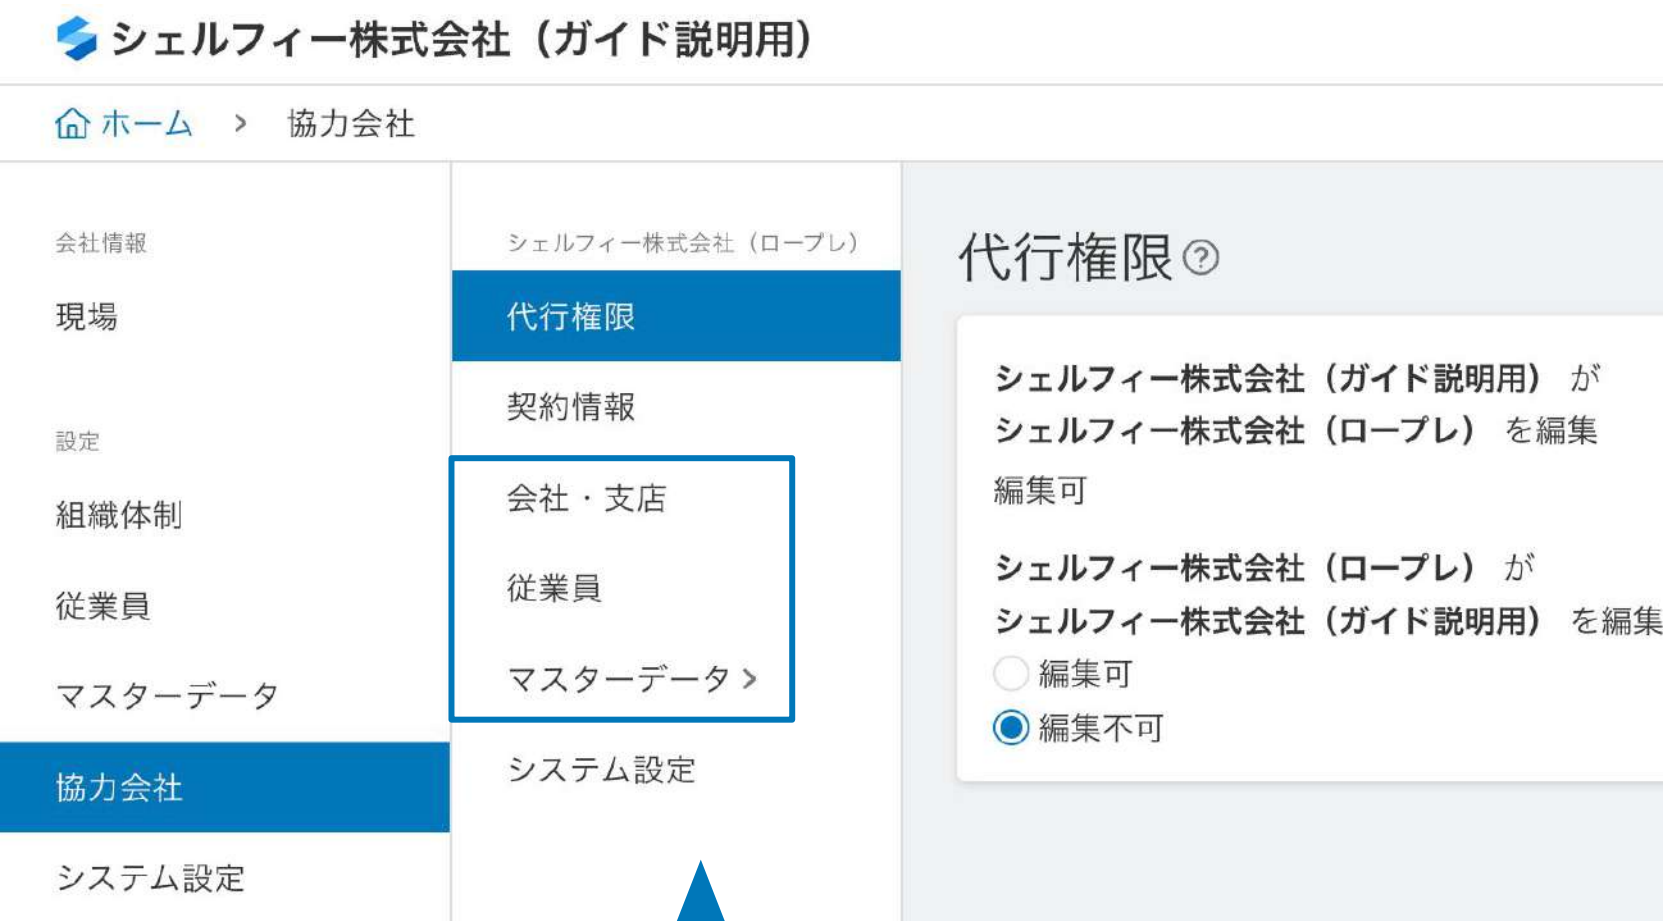 シェルフィー株式会社（ガイド説明用）
ホーム > 協力会社
会社情報
現場
設定
組織体制
従業員
マスターデータ
協力会社
システム設定
シェルフィー株式会社（ロープレ）
代行権限
契約情報
会社・支店
従業員
マスターデータ >
システム設定
代行権限?
シェルフィー株式会社（ガイド説明用） が
シェルフィー株式会社（ロープレ） を編集
編集可
シェルフィー株式会社（ロープレ） が
シェルフィー株式会社（ガイド説明用） を編集
編集可
編集不可